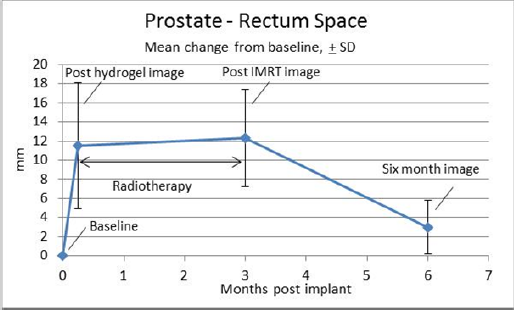 Prostate - Rectum Space
Mean change from baseline, ± SD
20
18
16
14
12
10
8
6
4
2
0
mm
Post hydrogel image
Post IMRT image
Radiotherapy
Six month image
Baseline
0 1 2 3 4 5 6 7
Months post implant